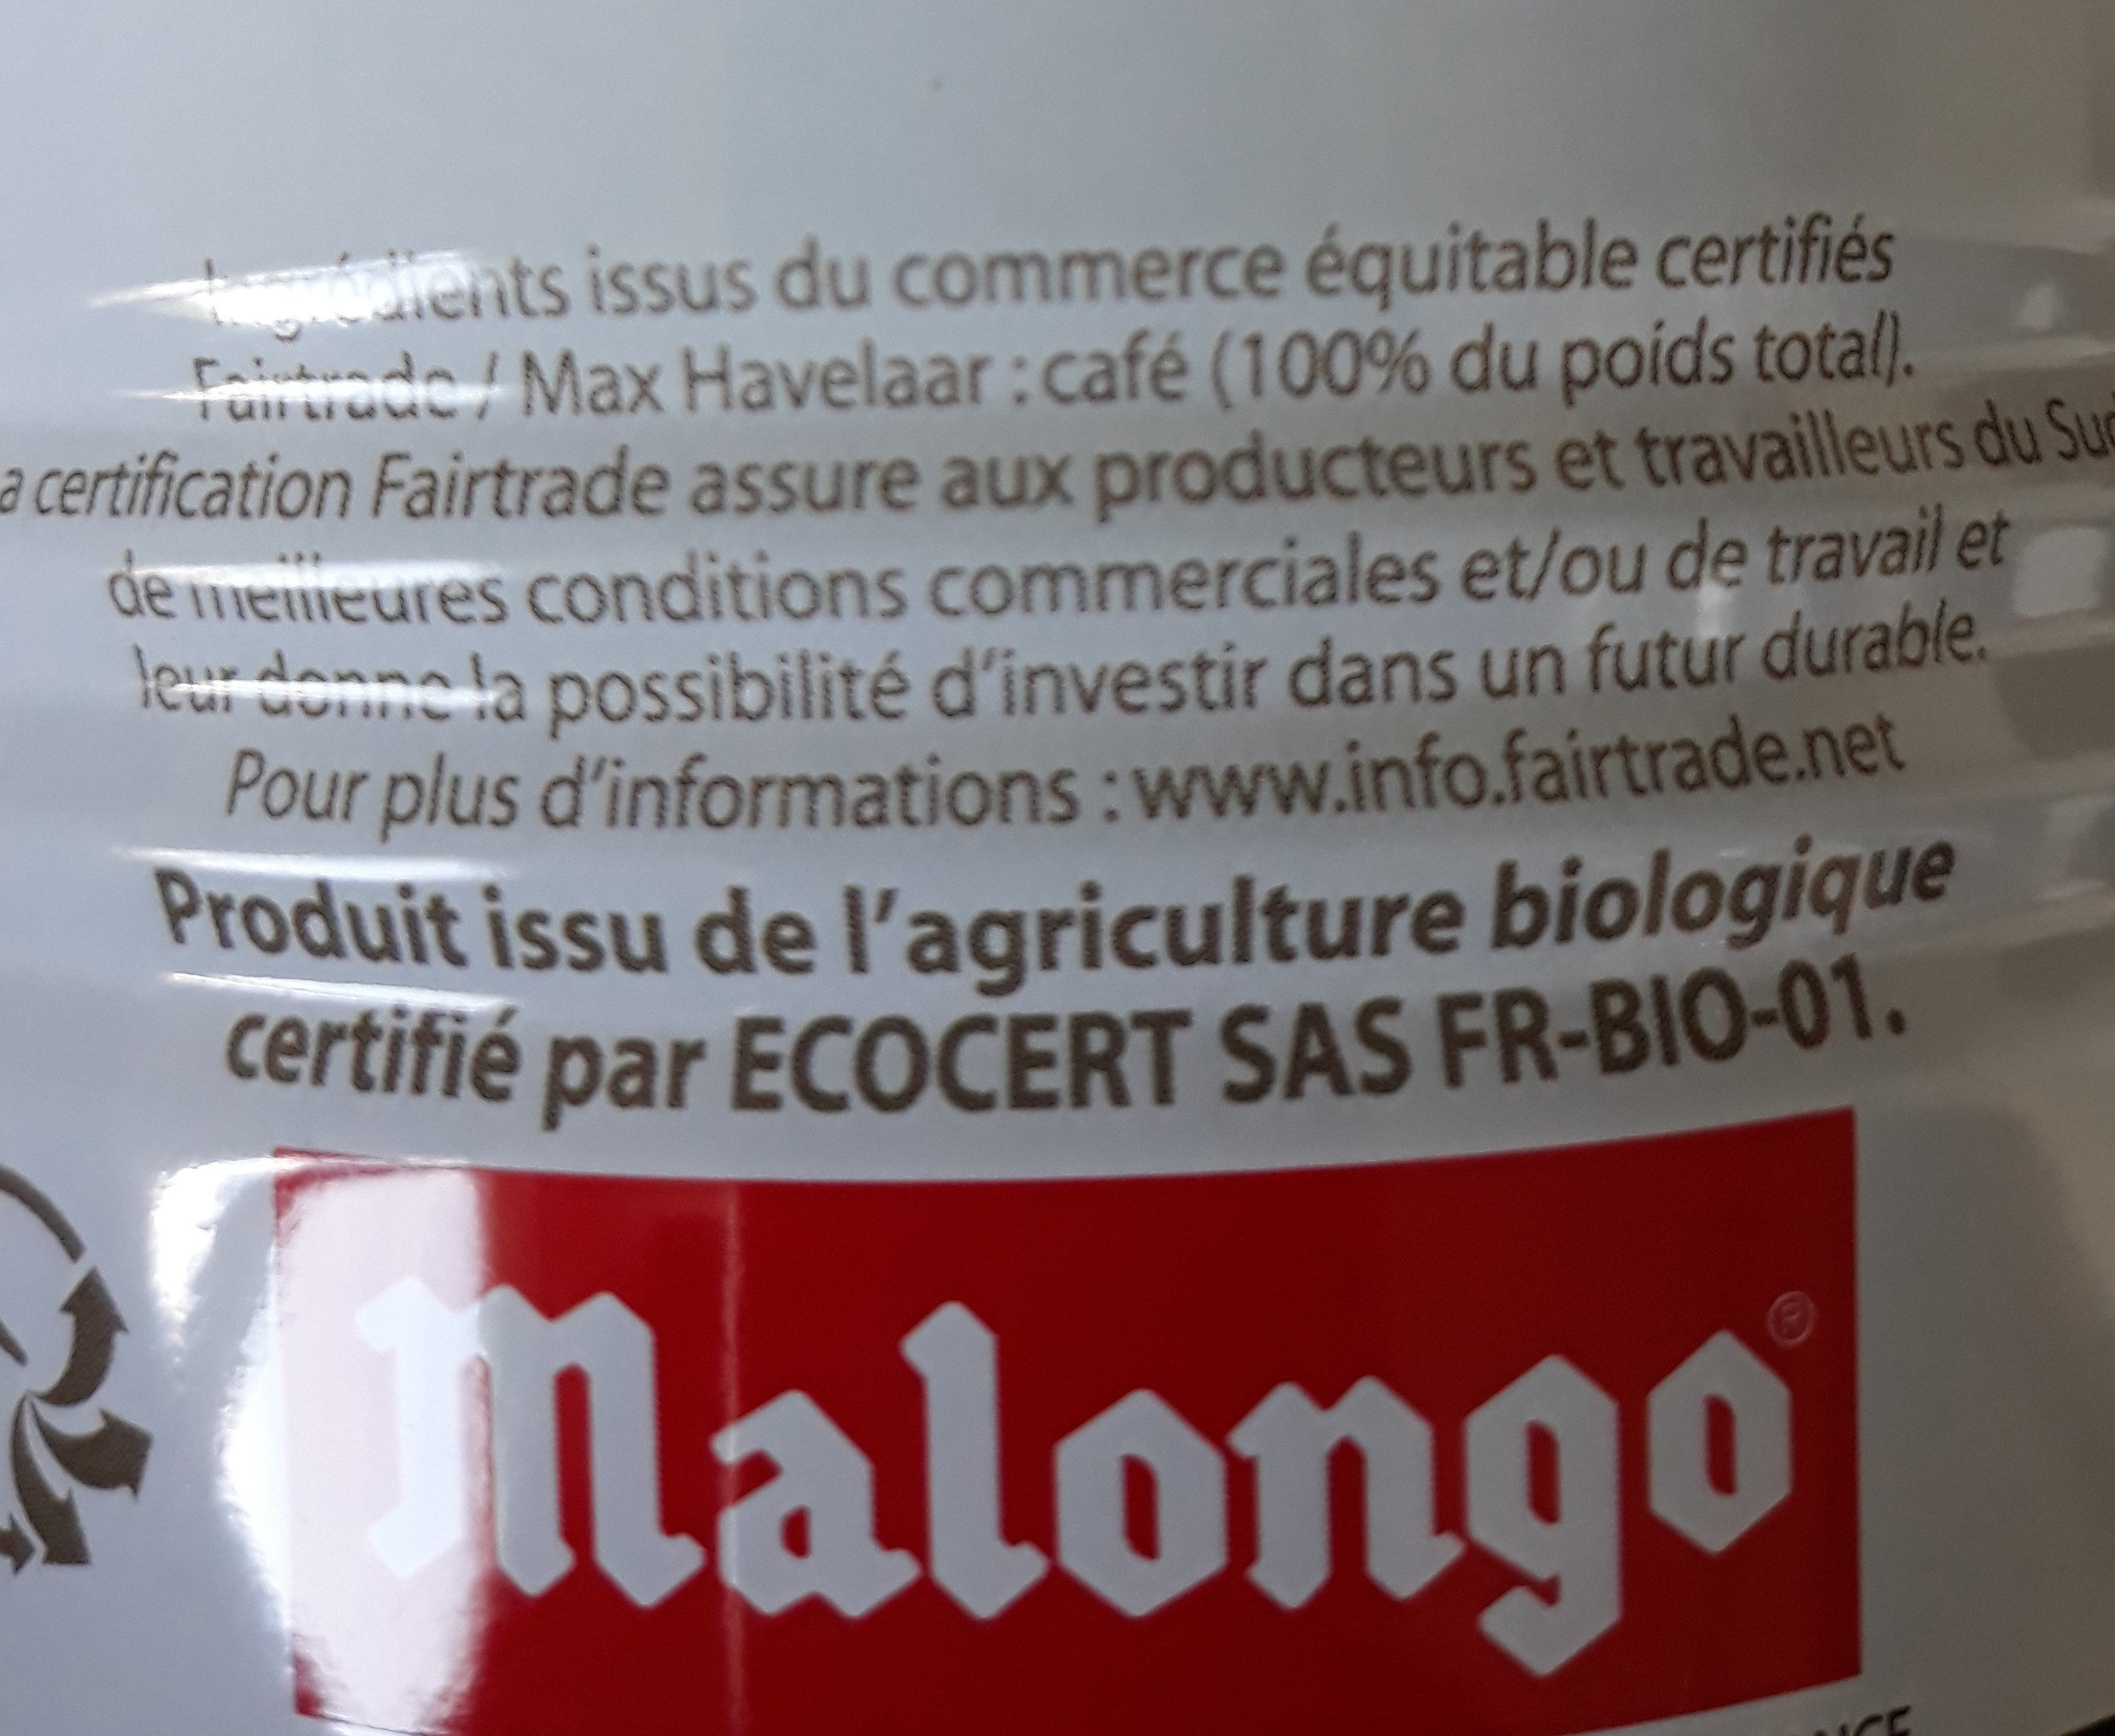 Ingrédients issus du commerce équitable certifiés
Fairtrade / Max Havelaar : café (100% du poids total).
a certification Fairtrade assure aux producteurs et travailleurs du Sud
de meilleures conditions commerciales et/ou de travail et
leur donne la possibilité d'investir dans un futur durable.
Pour plus d'informations : www.info.fairtrade.net
Produit issu de l'agriculture biologique
certifié par ECOCERT SAS FR-BIO-01.
Malongo ®